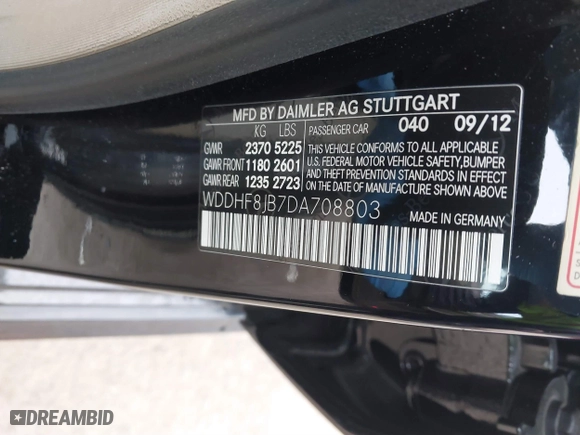 MFD BY DAIMLER AG STUTTGART
KG LBS PASSENGER CAR 040 09/12
GVWR 2370 5225
GAWR FRONT 1180 2601
GAWR REAR 1235 2723
THIS VEHICLE CONFORMS TO ALL APPLICABLE
U.S. FEDERAL MOTOR VEHICLE SAFETY, BUMPER
AND THEFT PREVENTION STANDARDS IN EFFECT
ON THE DATE OF MANUFACTURE SHOWN ABOVE.
WDDHF8JB7DA708803
MADE IN GERMANY
DREAMBID